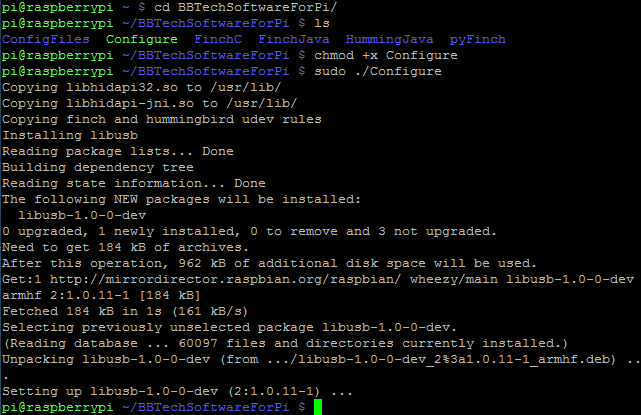 pi@raspberrypi ~ $ cd BBTechSoftwareForPi/
pi@raspberrypi ~/BBTechSoftwareForPi $ ls
ConfigFiles Configure FinchC FinchJava HummingJava pyFinch
pi@raspberrypi ~/BBTechSoftwareForPi $ chmod +x Configure
pi@raspberrypi ~/BBTechSoftwareForPi $ sudo ./Configure
Copying libhidapi32.so to /usr/lib/
Copying libhidapi-jni.so to /usr/lib/
Copying finch and hummingbird udev rules
Installing libusb
Reading package lists... Done
Building dependency tree
Reading state information... Done
The following NEW packages will be installed:
libusb-1.0-0-dev
0 upgraded, 1 newly installed, 0 to remove and 3 not upgraded.
Need to get 184 kB of archives.
After this operation, 962 kB of additional disk space will be used.
Get:1 http://mirrordirector.raspbian.org/raspbian/ wheezy/main libusb-1.0-0-dev
armhf 2:1.0.11-1 [184 kB]
Fetched 184 kB in 1s (161 kB/s)
Selecting previously unselected package libusb-1.0-0-dev.
(Reading database ... 60097 files and directories currently installed.)
Unpacking libusb-1.0-0-dev (from .../libusb-1.0-0-dev_2%3a1.0.11-1_armhf.deb) ..
.
Setting up libusb-1.0-0-dev (2:1.0.11-1) ...
pi@raspberrypi ~/BBTechSoftwareForPi $